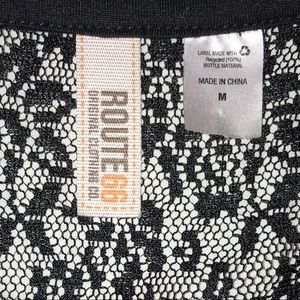 ROUTE 66
ORIGINAL CLOTHING CO.
LABEL MADE WITH
Recycled (100%)
BOTTLE MATERIAL
MADE IN CHINA
M